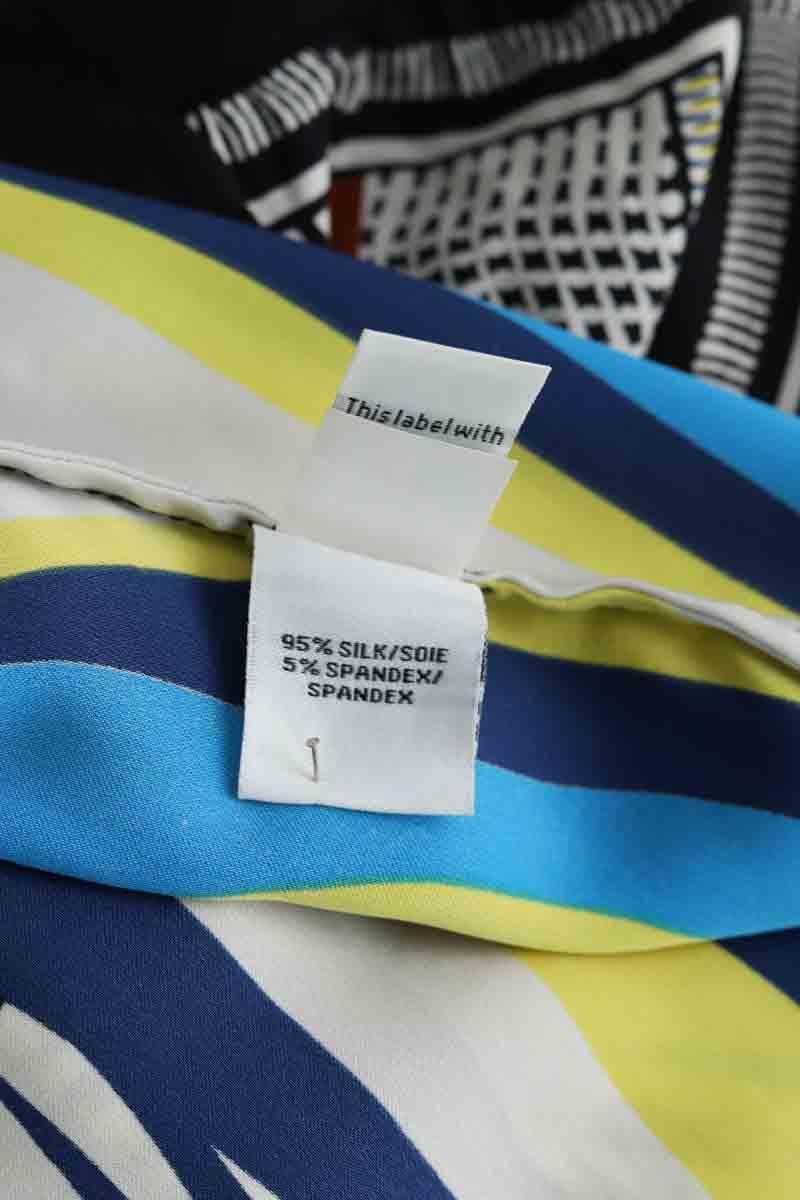 This label with
95% SILK/SOIE
5% SPANDEX/
SPANDEX